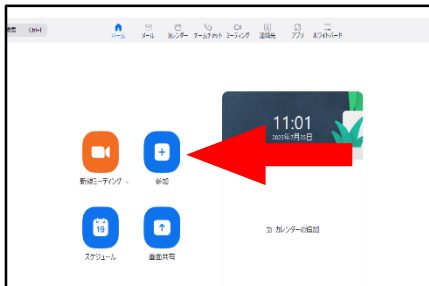 Ctrl+F
ホーム メール カレンダー チームチャット ミーティング 連絡先 アプリ ホワイトボード
11:01
2023年7月25日
新規ミーティング
参加
19
スケジュール
画面共有
カレンダーの追加